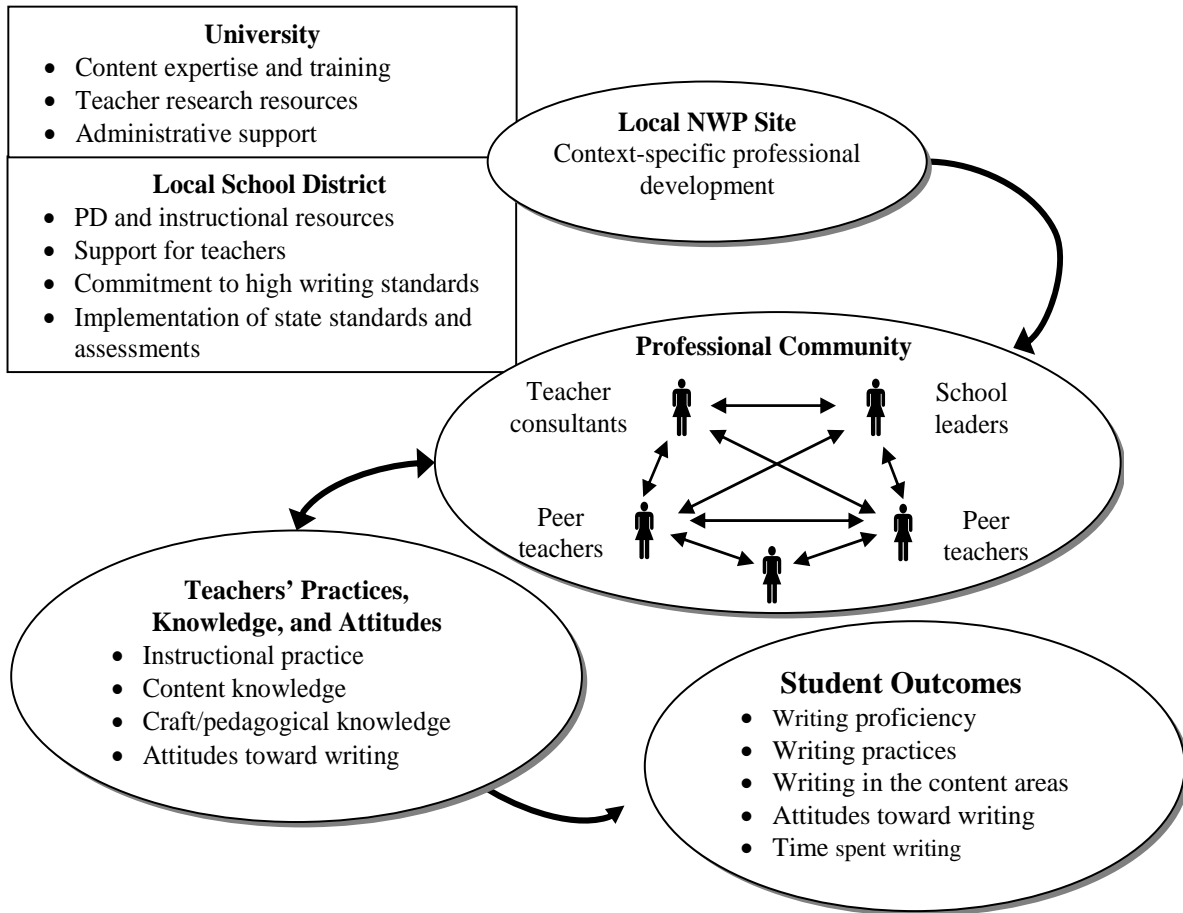 University
• Content expertise and training
• Teacher research resources
• Administrative support
Local School District
• PD and instructional resources
• Support for teachers
• Commitment to high writing standards
• Implementation of state standards and
assessments
Local NWP Site
Context-specific professional
development
Professional Community
Teacher
consultants
School
leaders
Peer
teachers
Peer
teachers
Teachers’ Practices,
Knowledge, and Attitudes
• Instructional practice
• Content knowledge
• Craft/pedagogical knowledge
• Attitudes toward writing
Student Outcomes
• Writing proficiency
• Writing practices
• Writing in the content areas
• Attitudes toward writing
• Time spent writing